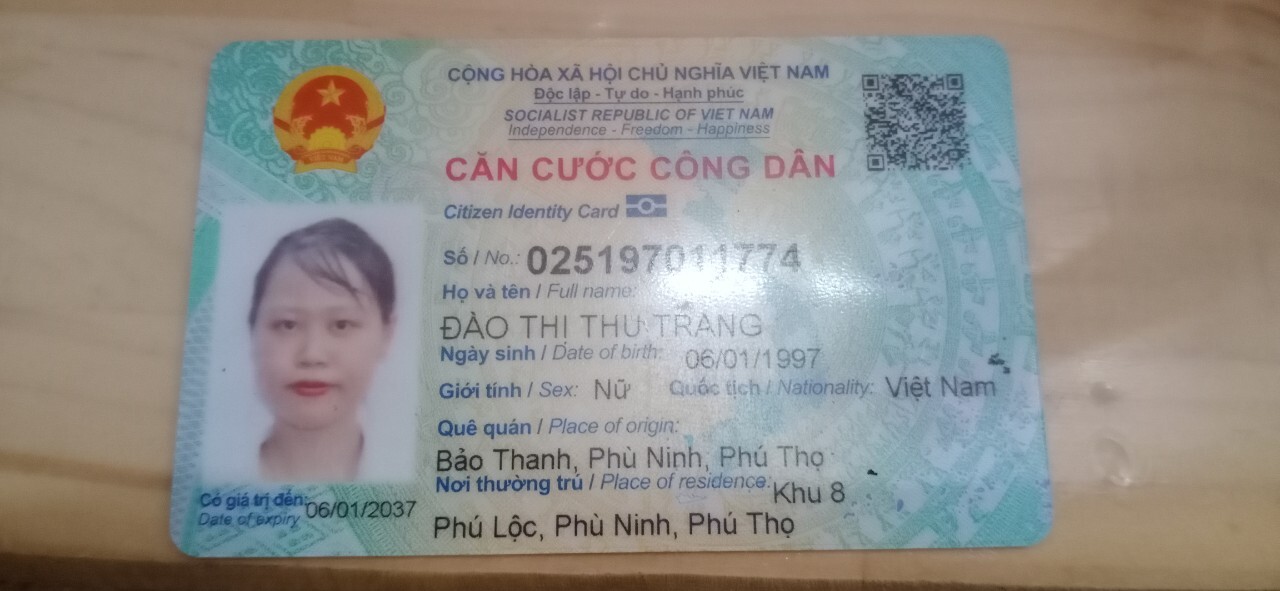 CỘNG HÒA XÃ HỘI CHỦ NGHĨA VIỆT NAM
Độc lập - Tự do - Hạnh phúc
SOCIALIST REPUBLIC OF VIET NAM
Independence - Freedom - Happiness
CĂN CƯỚC CÔNG DÂN
Citizen Identity Card
Số / No.: 025197011774
Họ và tên / Full name:
ĐÀO THỊ THU TRANG
Ngày sinh / Date of birth: 06/01/1997
Giới tính / Sex: Nữ Quốc tịch / Nationality: Việt Nam
Quê quán / Place of origin:
Bảo Thanh, Phù Ninh, Phú Thọ
Nơi thường trú / Place of residence: Khu 8
Phú Lộc, Phù Ninh, Phú Thọ
Có giá trị đến: 06/01/2037
Date of expiry